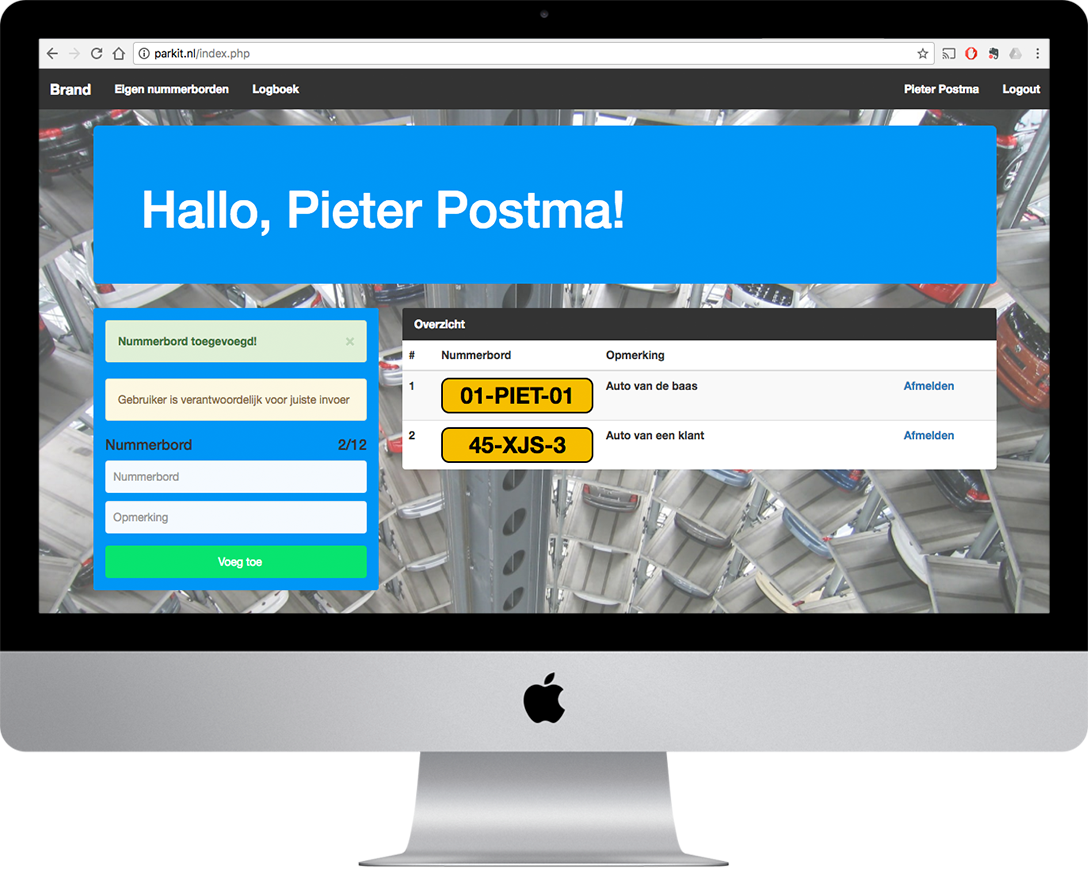 parkit.nl/index.php
Brand Eigen nummerborden Logboek Pieter Postma Logout
Hallo, Pieter Postma!
Nummerbord toegevoegd! ×
Gebruiker is verantwoordelijk voor juiste invoer
Nummerbord 2/12
Nummerbord
Opmerking
Voeg toe
Overzicht
# Nummerbord Opmerking
1 01-PIET-01 Auto van de baas Afmelden
2 45-XJS-3 Auto van een klant Afmelden